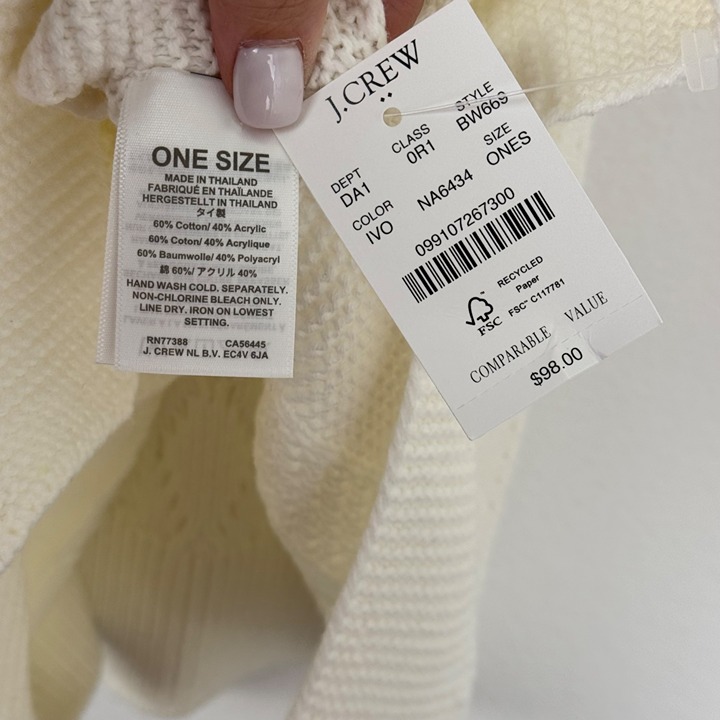 ONE SIZE
MADE IN THAILAND
FABRIQUÉ EN THAÏLANDE
HERGESTELLT IN THAILAND
タイ製
60% Cotton/ 40% Acrylic
60% Coton/ 40% Acrylique
60% Baumwolle/ 40% Polyacryl
綿 60%/ アクリル 40%
HAND WASH COLD. SEPARATELY.
NON-CHLORINE BLEACH ONLY.
LINE DRY. IRON ON LOWEST
SETTING.
RN77388 CA56445
J. CREW NL B.V. EC4V 6JA
J.CREW
DEPT CLASS STYLE
DA1 0R1 BW669
COLOR NA6434 SIZE
IVO ONES
099107267300
FSC
RECYCLED
Paper
FSC™ C117781
COMPARABLE VALUE
$98.00